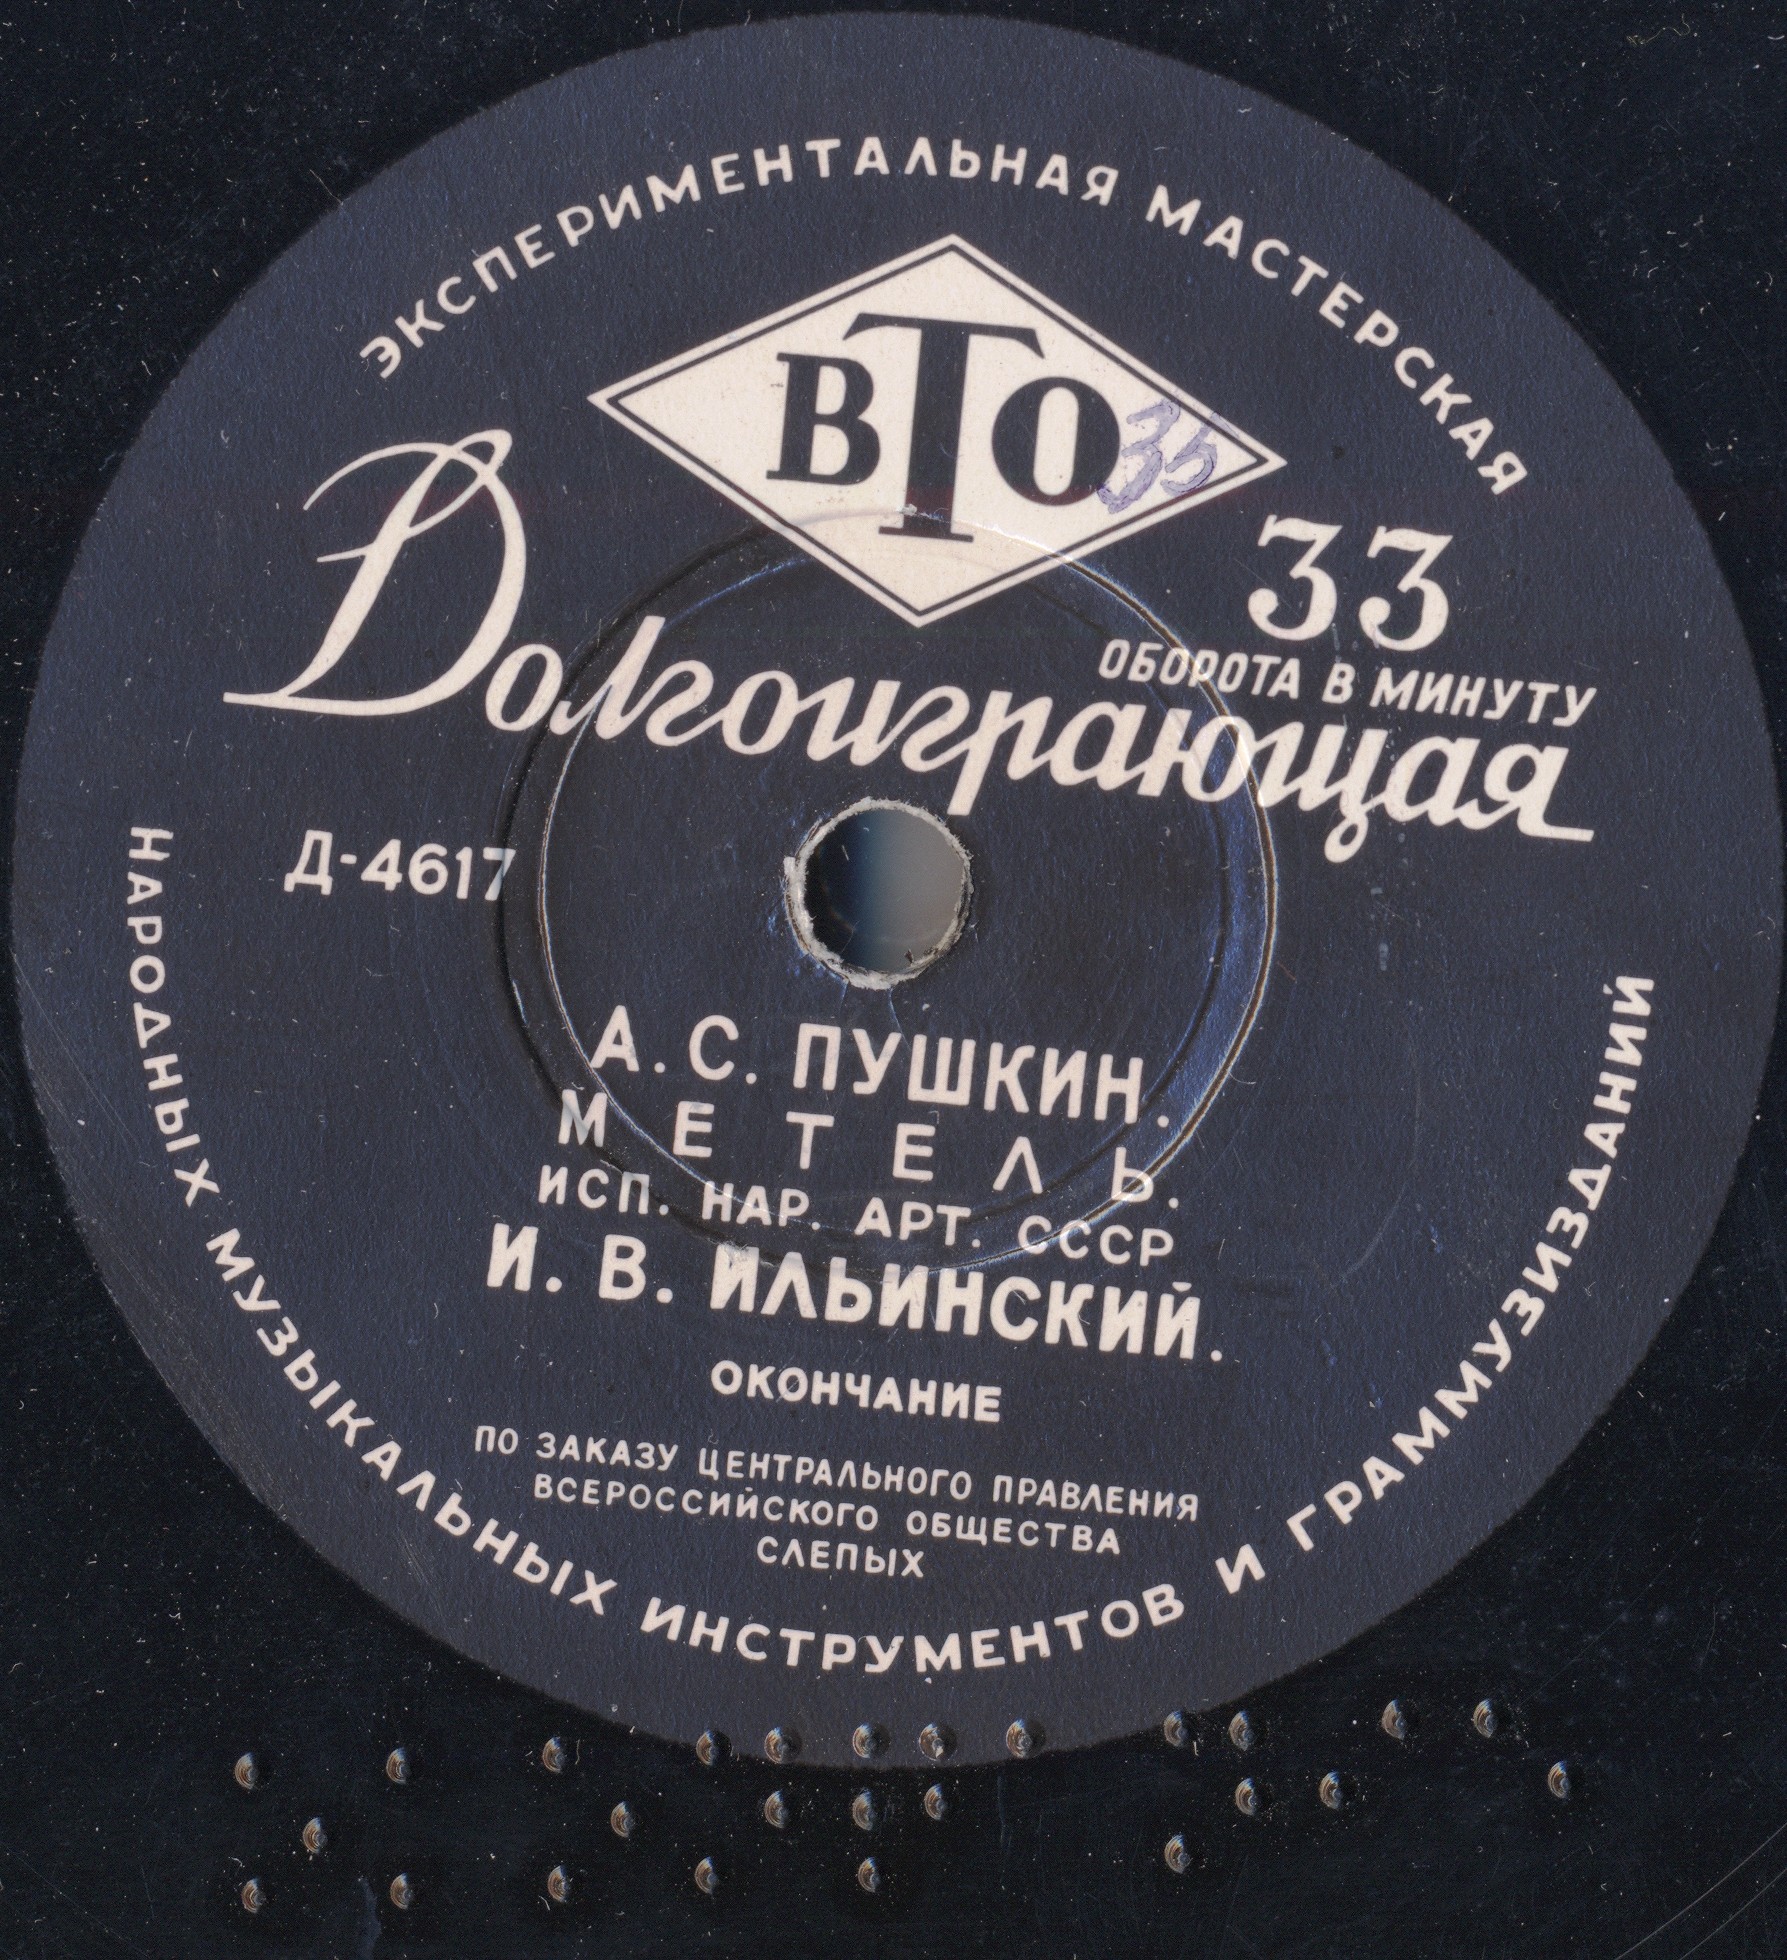 ЭКСПЕРИМЕНТАЛЬНАЯ МАСТЕРСКАЯ
ВТО
35
33
ОБОРОТА В МИНУТУ
Долгоиграющая
Д-4617
А. С. ПУШКИН.
МЕТЕЛЬ.
ИСП. НАР. АРТ. СССР
И. В. ИЛЬИНСКИЙ.
ОКОНЧАНИЕ
ПО ЗАКАЗУ ЦЕНТРАЛЬНОГО ПРАВЛЕНИЯ
ВСЕРОССИЙСКОГО ОБЩЕСТВА
СЛЕПЫХ
НАРОДНЫХ МУЗЫКАЛЬНЫХ ИНСТРУМЕНТОВ И ГРАММУЗИЗДАНИЙ